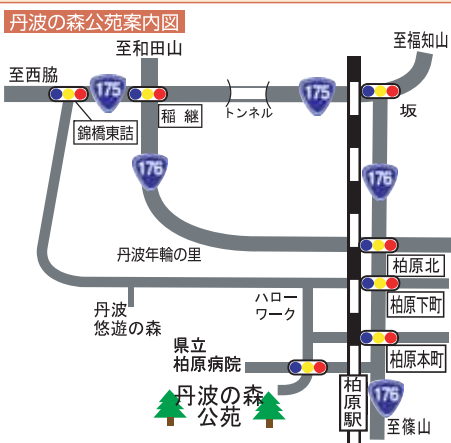 丹波の森公苑案内図
至和田山
至福知山
至西脇
175
175
稲継
トンネル
坂
錦橋東詰
176
176
丹波年輪の里
柏原北
ハロー
ワーク
柏原下町
丹波
悠遊の森
県立
柏原病院
柏原本町
丹波の森
公苑
柏原駅
176
至篠山